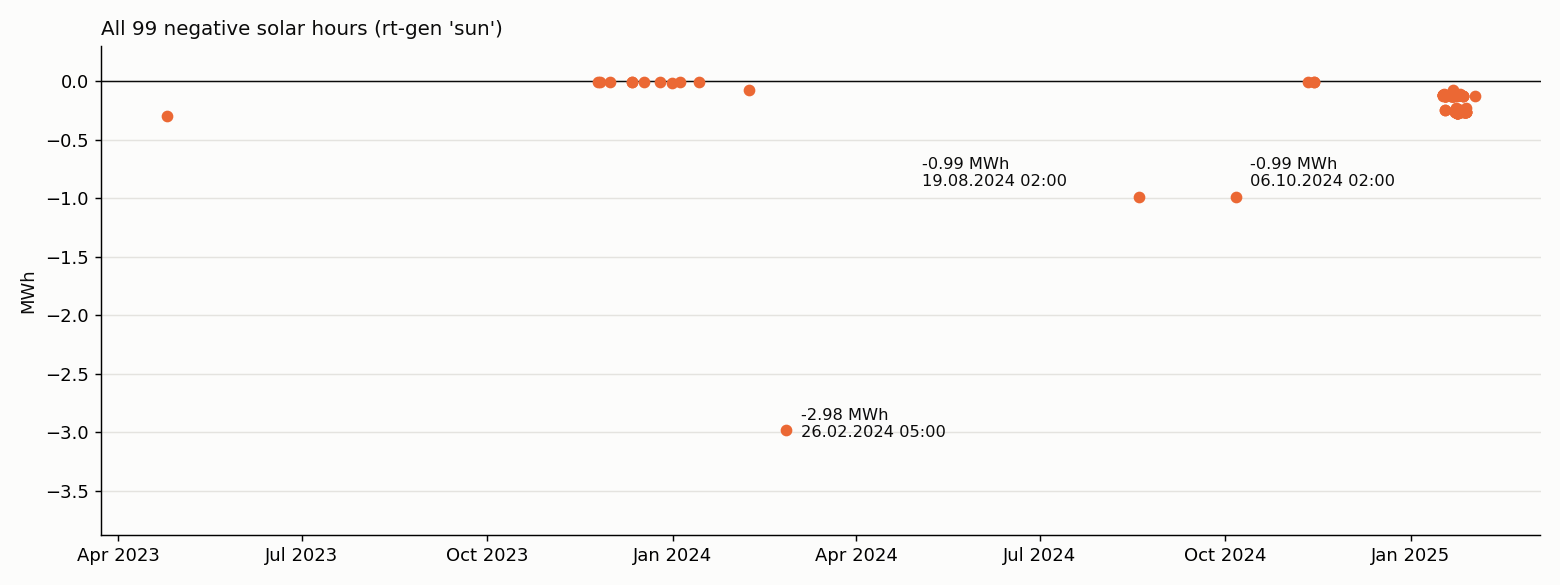 All 99 negative solar hours (rt-gen 'sun')
0.0
−0.5
-0.99 MWh
19.08.2024 02:00
-0.99 MWh
06.10.2024 02:00
−1.0
−1.5
MWh
−2.0
−2.5
-2.98 MWh
26.02.2024 05:00
−3.0
−3.5
Apr 2023
Jul 2023
Oct 2023
Jan 2024
Apr 2024
Jul 2024
Oct 2024
Jan 2025